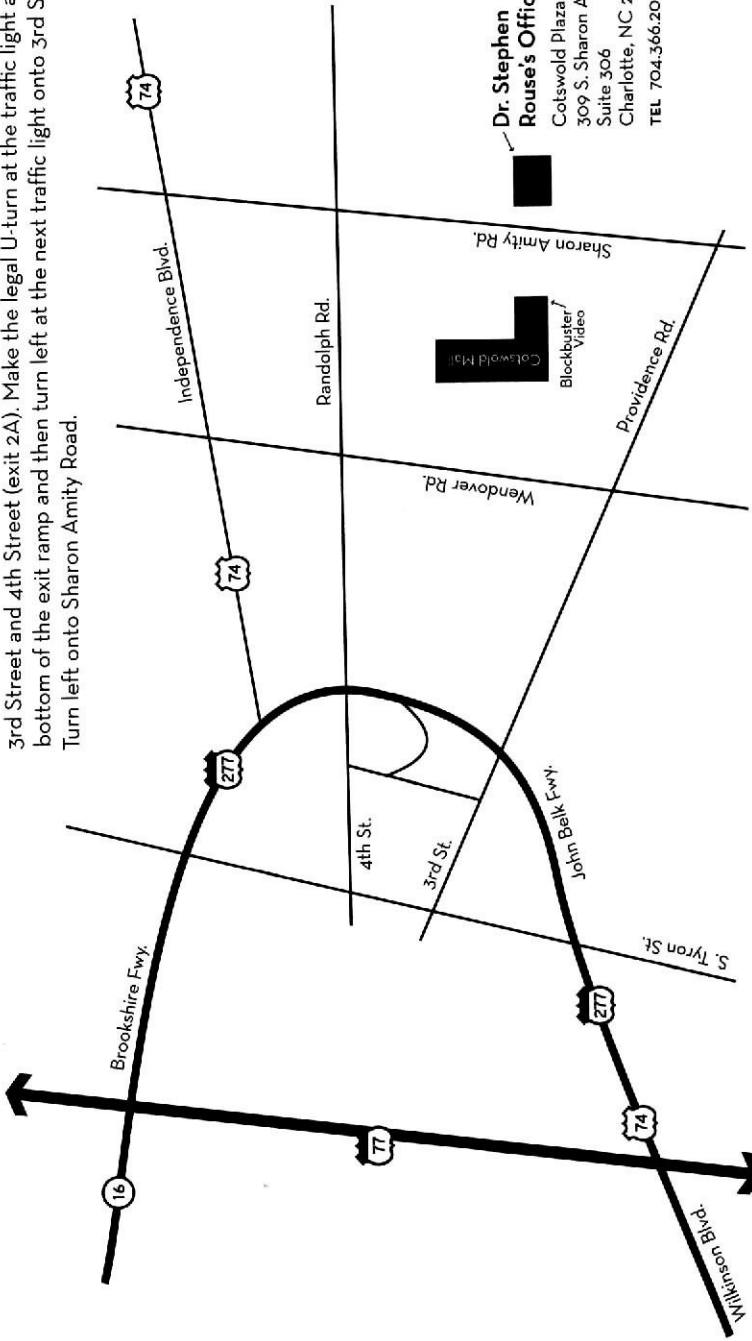 3rd Street and 4th Street (exit 2A). Make the legal U-turn at the traffic light
bottom of the exit ramp and then turn left at the next traffic light onto 3rd
Turn left onto Sharon Amity Road.
74
Independence Blvd.
74
277
Brookshire Fwy.
16
Randolph Rd.
4th St.
3rd St.
77
Sharon Amity Rd.
Wendover Rd.
Cotswold Mall
Blockbuster
Video
Providence Rd.
John Belk Fwy.
S. Tyron St.
277
74
Wilkinson Blvd.
Dr. Stephen
Rouse's
Cotswold Plaza
309 S. Sharon
Suite 306
Charlotte, NC
TEL 704.366.20